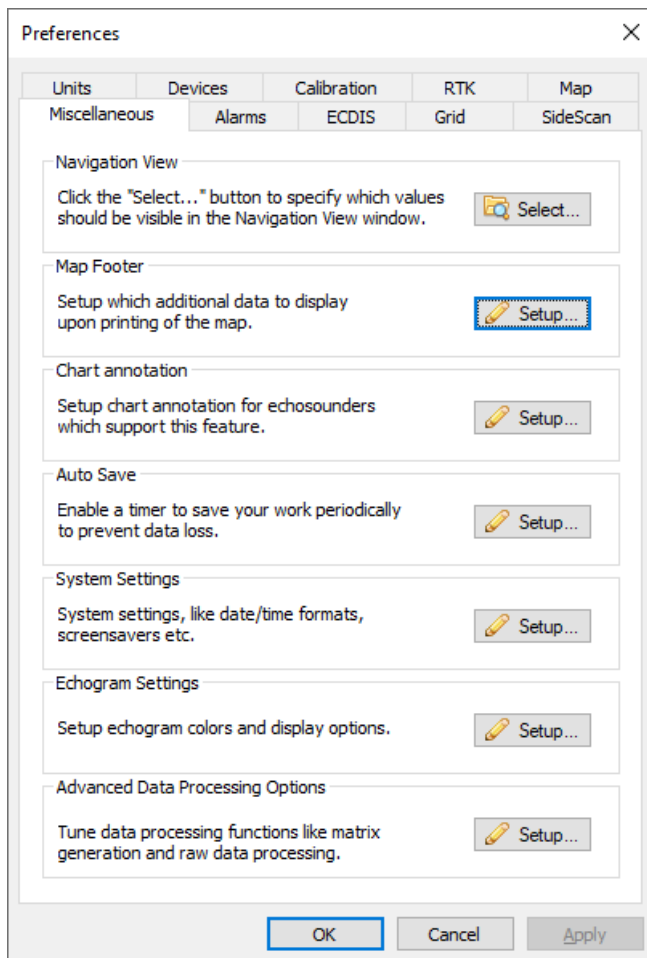 Preferences
Units Devices Calibration RTK Map
Miscellaneous Alarms ECDIS Grid SideScan
Navigation View
Click the "Select..." button to specify which values
should be visible in the Navigation View window.
Select...
Map Footer
Setup which additional data to display
upon printing of the map.
Setup...
Chart annotation
Setup chart annotation for echosounders
which support this feature.
Setup...
Auto Save
Enable a timer to save your work periodically
to prevent data loss.
Setup...
System Settings
System settings, like date/time formats,
screensavers etc.
Setup...
Echogram Settings
Setup echogram colors and display options.
Setup...
Advanced Data Processing Options
Tune data processing functions like matrix
generation and raw data processing.
Setup...
OK Cancel Apply